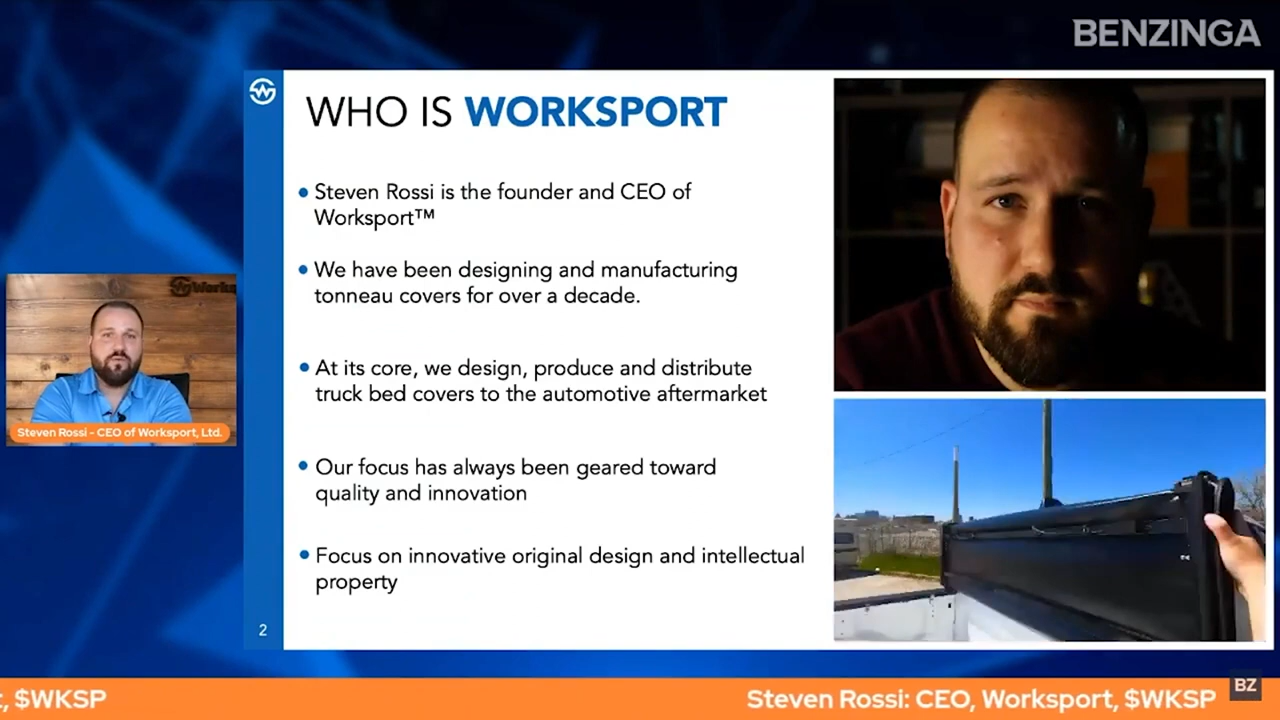 BENZINGA
WHO IS WORKSPORT
Steven Rossi is the founder and CEO of
Worksport™
We have been designing and manufacturing
tonneau covers for over a decade.
At its core, we design, produce and distribute
truck bed covers to the automotive aftermarket
Our focus has always been geared toward
quality and innovation
Focus on innovative original design and intellectual
property
2
Steven Rossi - CEO of Worksport, Ltd.
, $WKSP
Steven Rossi: CEO, Worksport, $WKSP
BZ